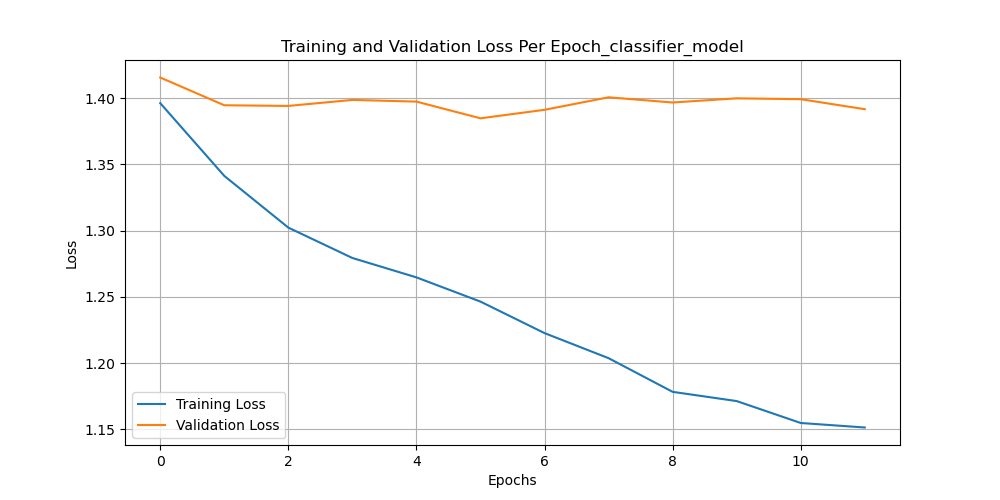 Training and Validation Loss Per Epoch_classifier_model
1.40
1.35
1.30
1.25
1.20
1.15
Loss
Training Loss
Validation Loss
0 2 4 6 8 10
Epochs